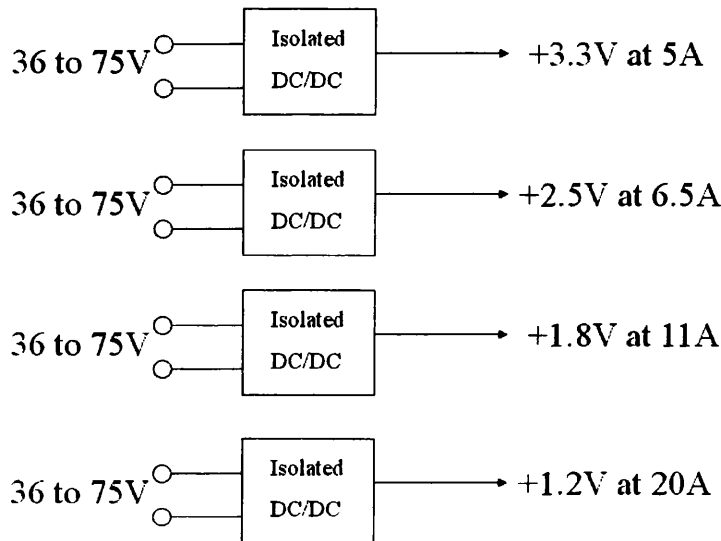 36 to 75V Isolated DC/DC +3.3V at 5A
36 to 75V Isolated DC/DC +2.5V at 6.5A
36 to 75V Isolated DC/DC +1.8V at 11A
36 to 75V Isolated DC/DC +1.2V at 20A